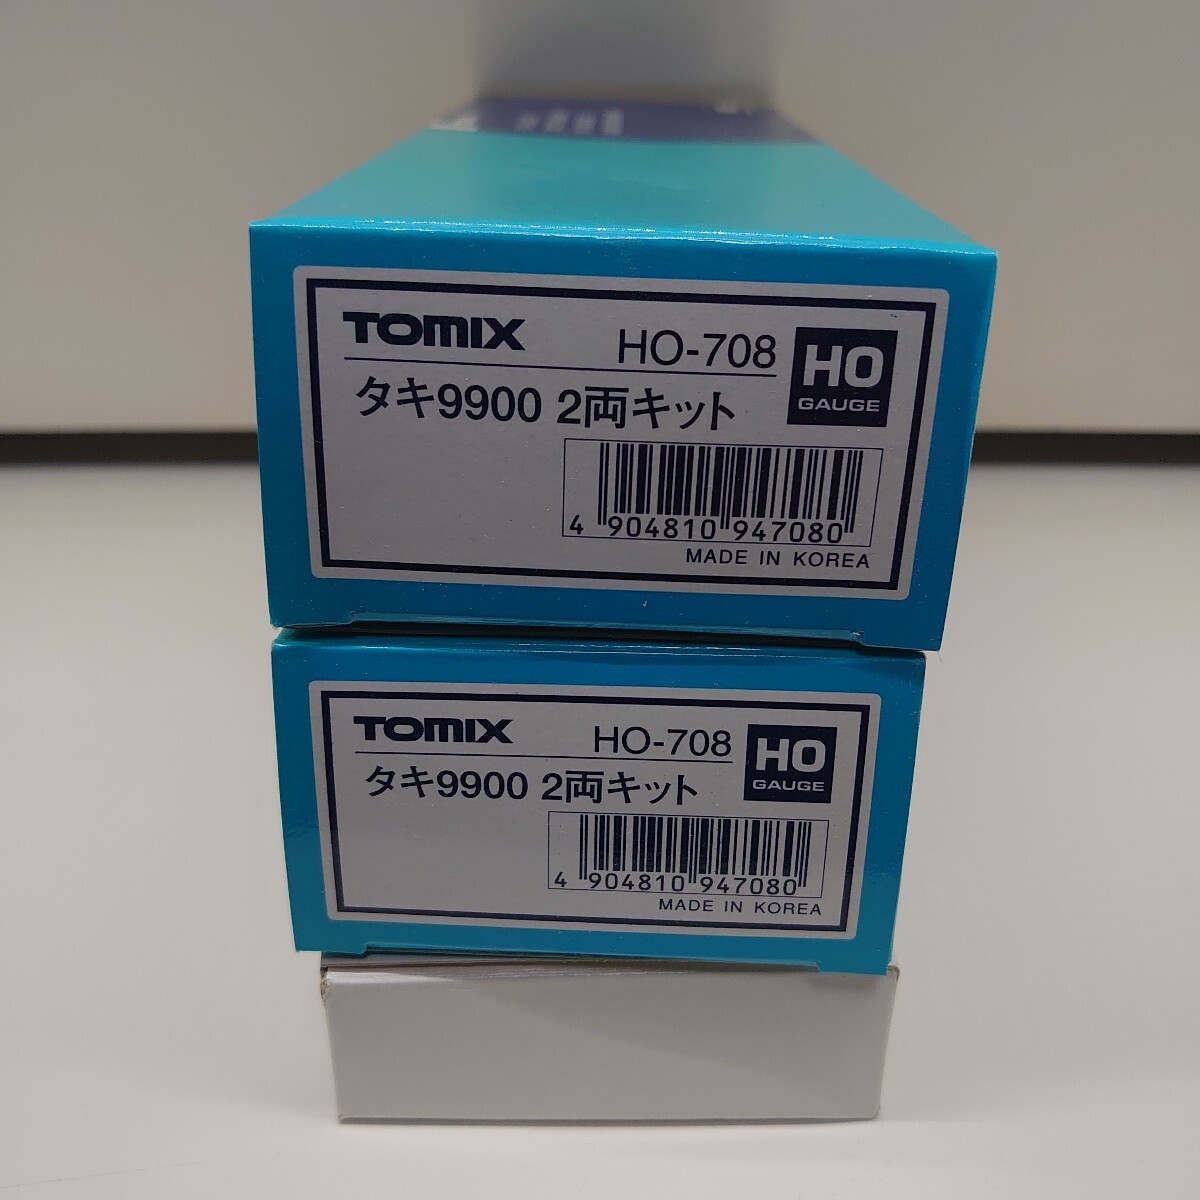 TOMIX HO-708 HO
GAUGE
タキ9900 2両キット
4 904810 947080
MADE IN KOREA
TOMIX HO-708 HO
GAUGE
タキ9900 2両キット
4 904810 947080
MADE IN KOREA